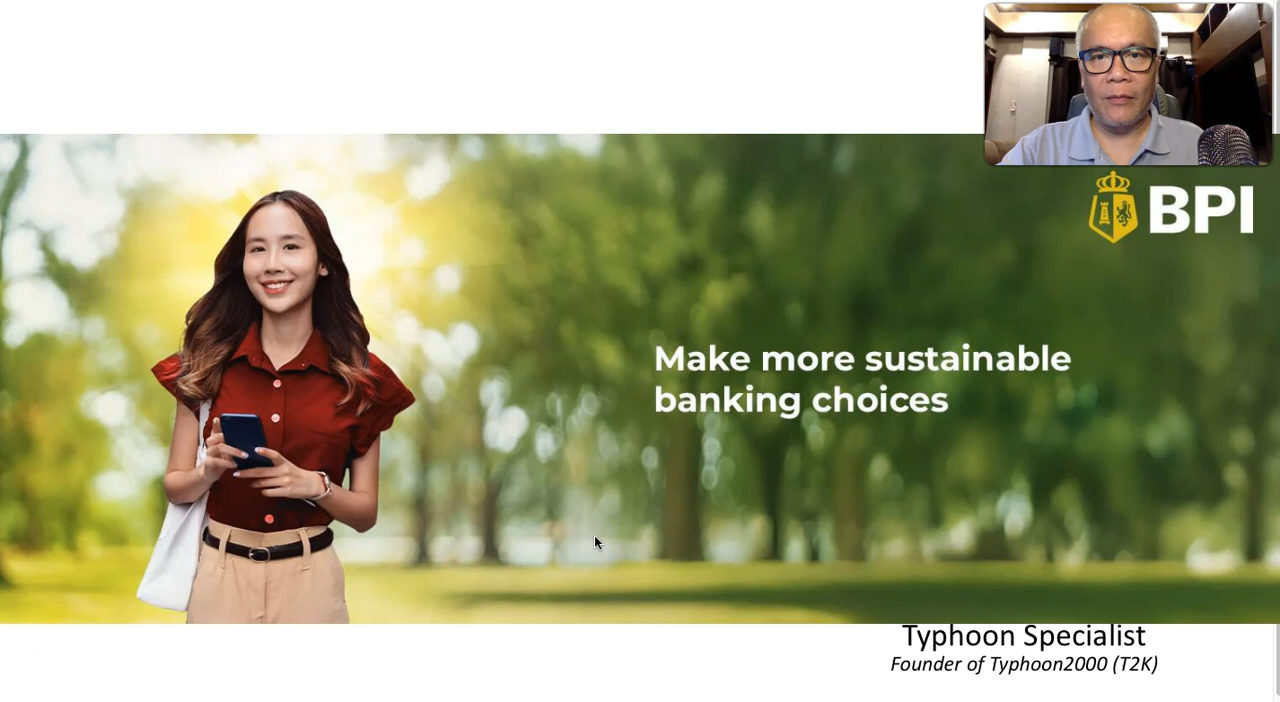 BPI
Make more sustainable
banking choices
Typhoon Specialist
Founder of Typhoon2000 (T2K)